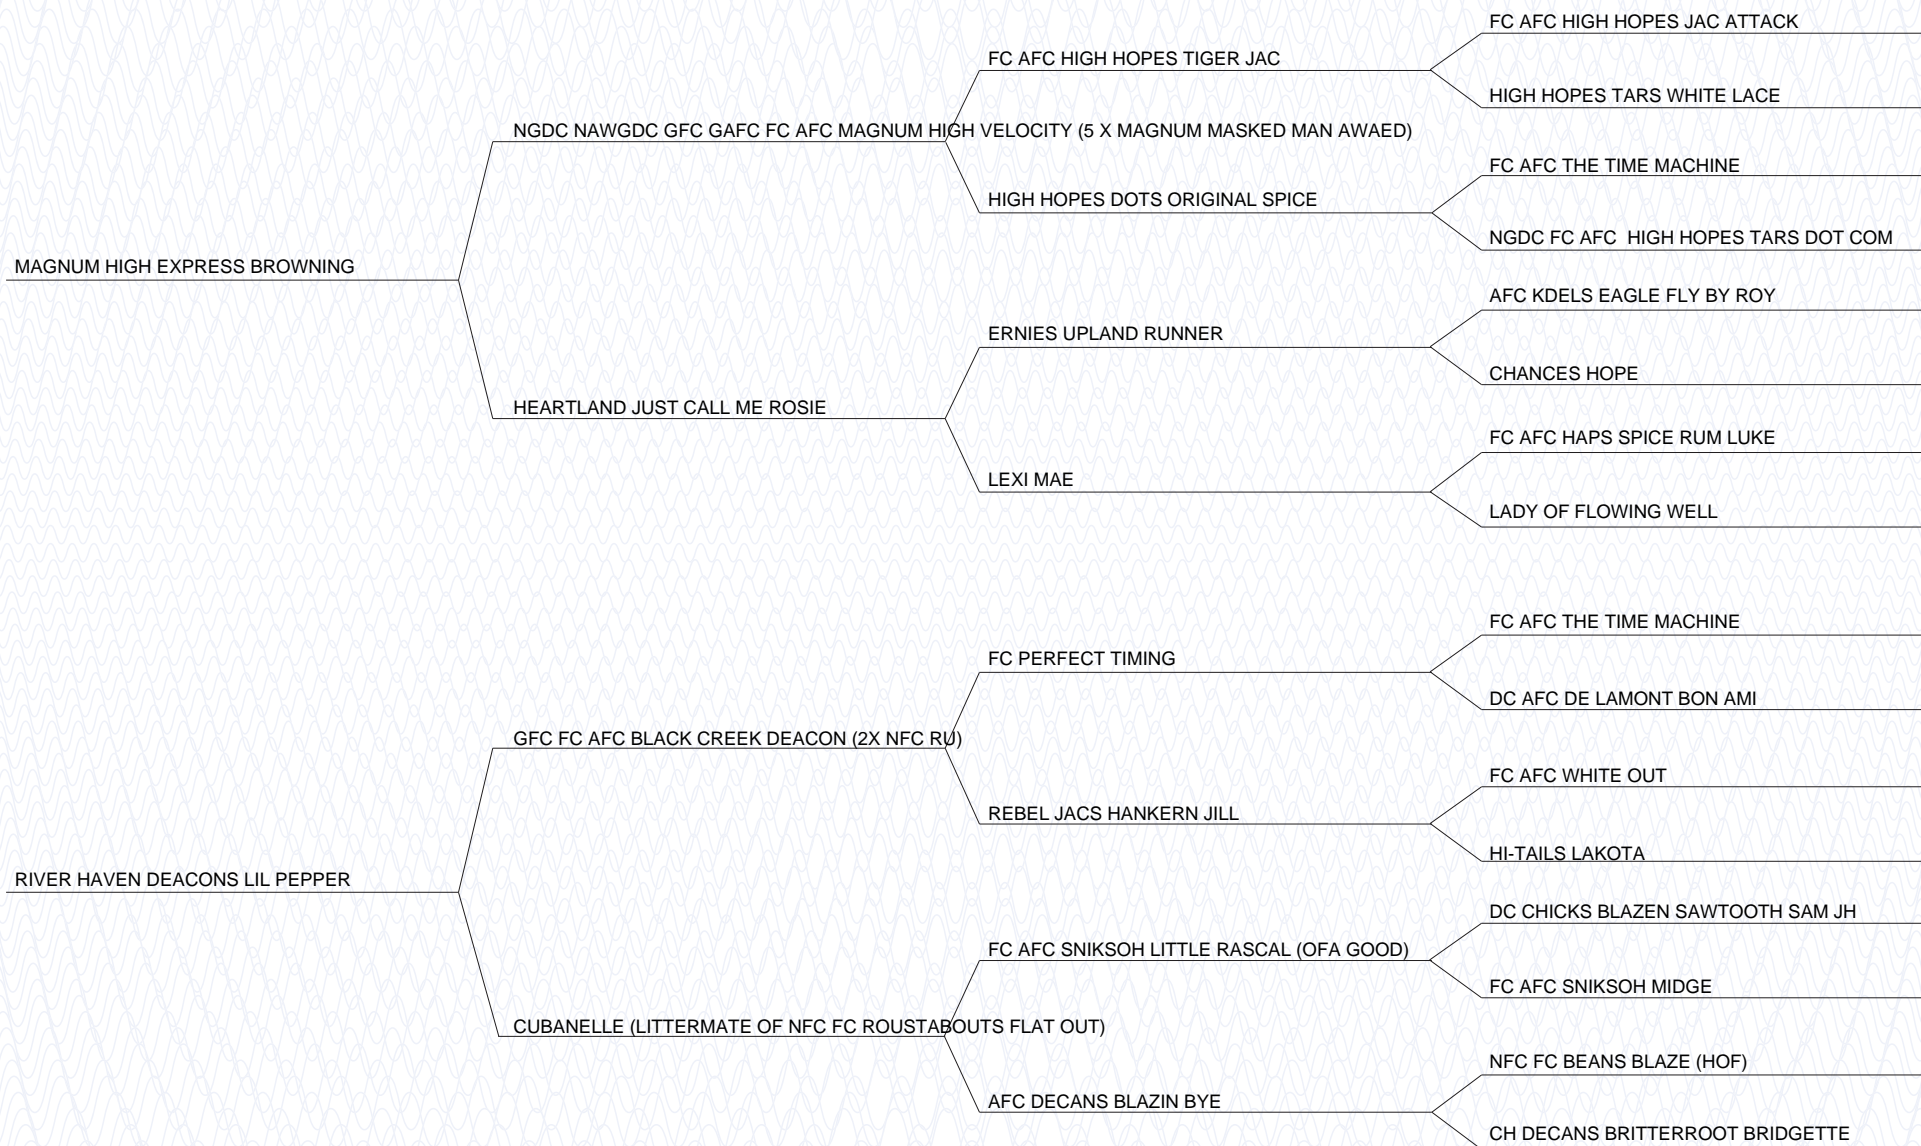 FC AFC HIGH HOPES JAC ATTACK
FC AFC HIGH HOPES TIGER JAC
HIGH HOPES TARS WHITE LACE
NGDC NAWGDC GFC GAFC FC AFC MAGNUM HIGH VELOCITY (5 X MAGNUM MASKED MAN AWAED)
FC AFC THE TIME MACHINE
HIGH HOPES DOTS ORIGINAL SPICE
NGDC FC AFC  HIGH HOPES TARS DOT COM
MAGNUM HIGH EXPRESS BROWNING
AFC KDELS EAGLE FLY BY ROY
ERNIES UPLAND RUNNER
CHANCES HOPE
HEARTLAND JUST CALL ME ROSIE
FC AFC HAPS SPICE RUM LUKE
LEXI MAE
LADY OF FLOWING WELL
FC AFC THE TIME MACHINE
FC PERFECT TIMING
DC AFC DE LAMONT BON AMI
GFC FC AFC BLACK CREEK DEACON (2X NFC RU)
FC AFC WHITE OUT
REBEL JACS HANKERN JILL
HI-TAILS LAKOTA
RIVER HAVEN DEACONS LIL PEPPER
DC CHICKS BLAZEN SAWTOOTH SAM JH
FC AFC SNIKSOH LITTLE RASCAL (OFA GOOD)
FC AFC SNIKSOH MIDGE
CUBANELLE (LITTERMATE OF NFC FC ROUSTABOUTS FLAT OUT)
NFC FC BEANS BLAZE (HOF)
AFC DECANS BLAZIN BYE
CH DECANS BRITTERROOT BRIDGETTE